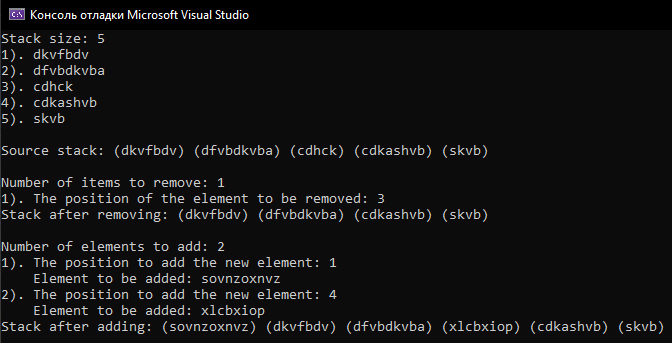 C:\ Консоль отладки Microsoft Visual Studio
Stack size: 5
1). dkvfbdv
2). dfvbdkvba
3). cdhck
4). cdkashvb
5). skvb
Source stack: (dkvfbdv) (dfvbdkvba) (cdhck) (cdkashvb) (skvb)
Number of items to remove: 1
1). The position of the element to be removed: 3
Stack after removing: (dkvfbdv) (dfvbdkvba) (cdkashvb) (skvb)
Number of elements to add: 2
1). The position to add the new element: 1
Element to be added: sovnzoxnvz
2). The position to add the new element: 4
Element to be added: xlcbxiop
Stack after adding: (sovnzoxnvz) (dkvfbdv) (dfvbdkvba) (xlcbxiop) (cdkashvb) (skvb)